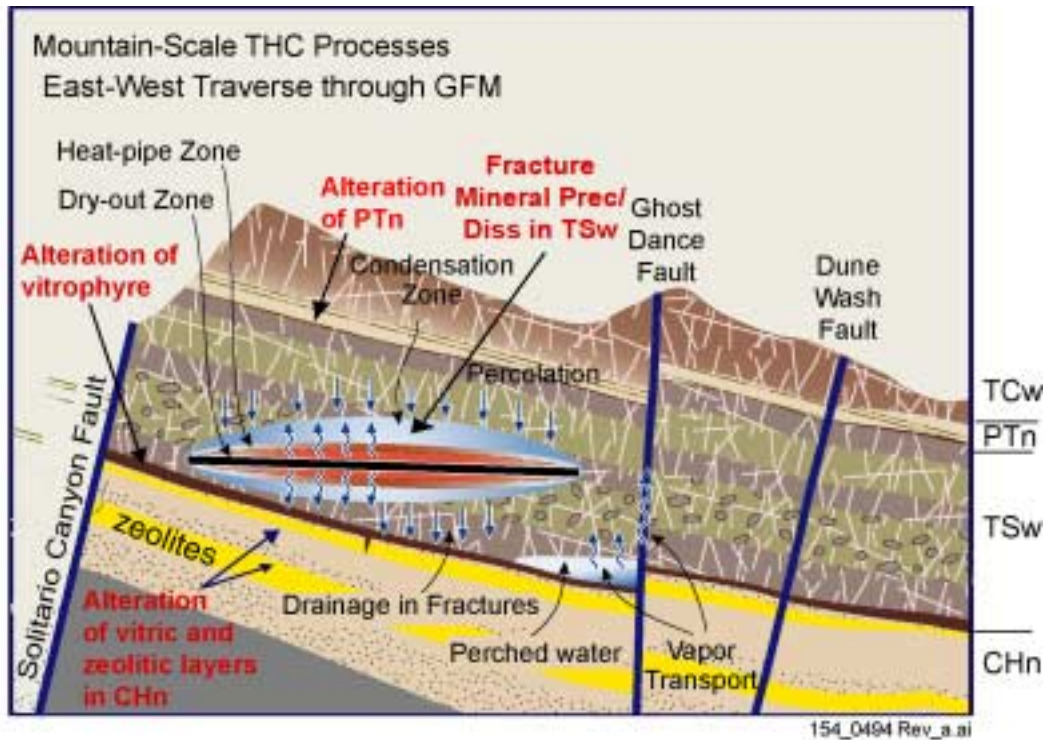 Mountain-Scale THC Processes
East-West Traverse through GFM
Heat-pipe Zone
Dry-out Zone
Alteration of
vitrophyre
Alteration
of PTn
Fracture
Mineral Prec/
Diss in TSw
Condensation
Zone
Ghost
Dance
Fault
Dune
Wash
Fault
Percolation
TCw
PTn
TSw
CHn
Solitario Canyon Fault
zeolites
Alteration
of vitric and
zeolitic layers
in CHn
Drainage in Fractures
Perched water
Vapor
Transport
154_0494 Rev_a.ai